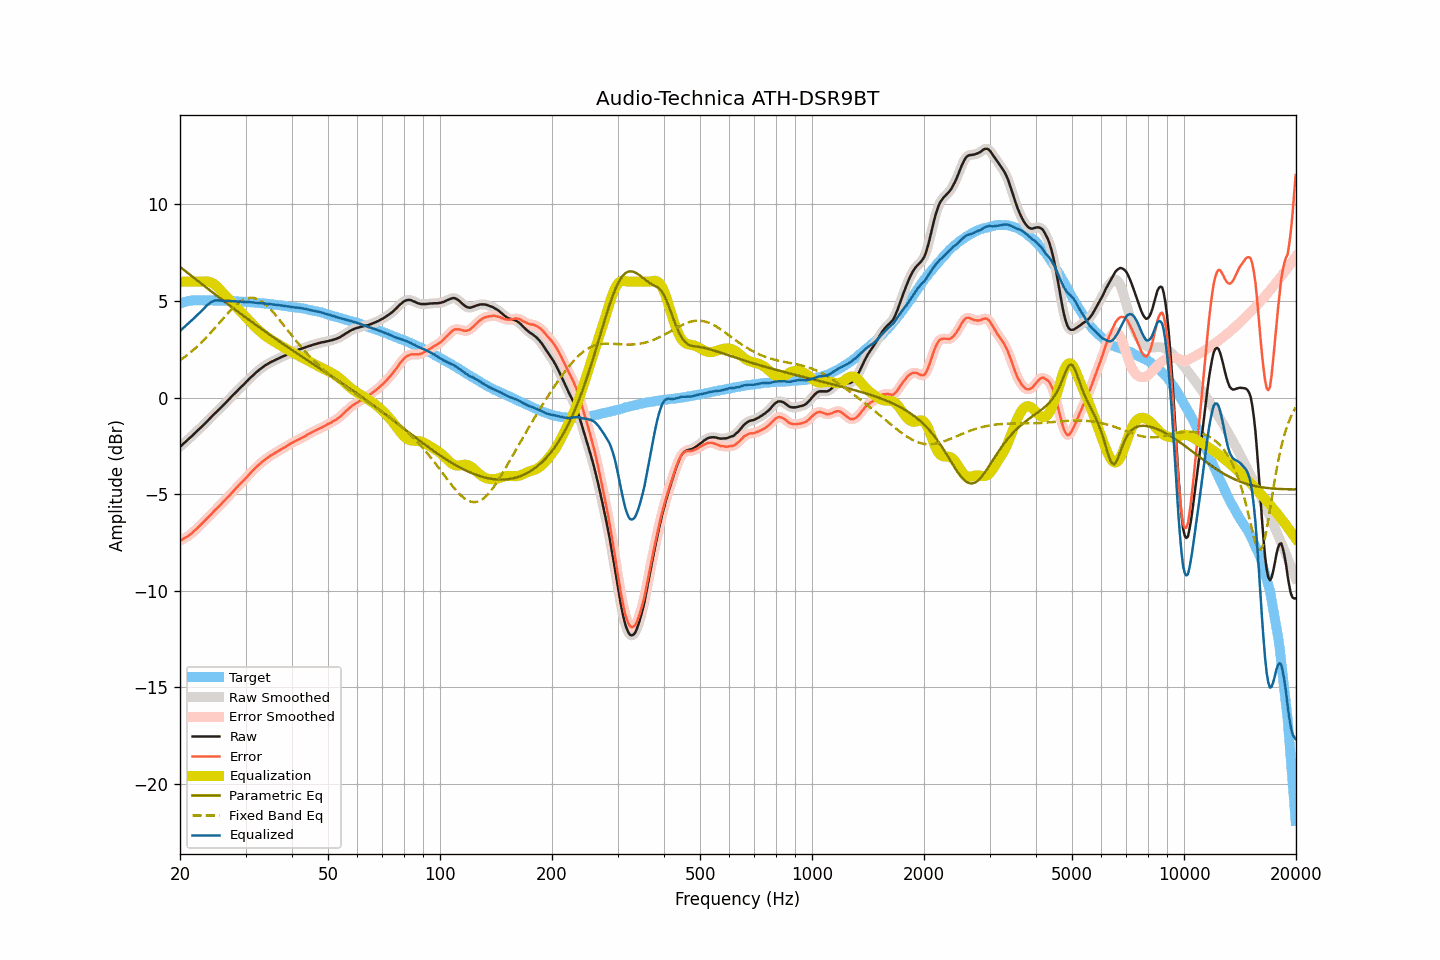 Audio-Technica ATH-DSR9BT
10
5
0
−5
−10
−15
−20
Amplitude (dBr)
Target
Raw Smoothed
Error Smoothed
Raw
Error
Equalization
Parametric Eq
Fixed Band Eq
Equalized
20 50 100 200 500 1000 2000 5000 10000 20000
Frequency (Hz)